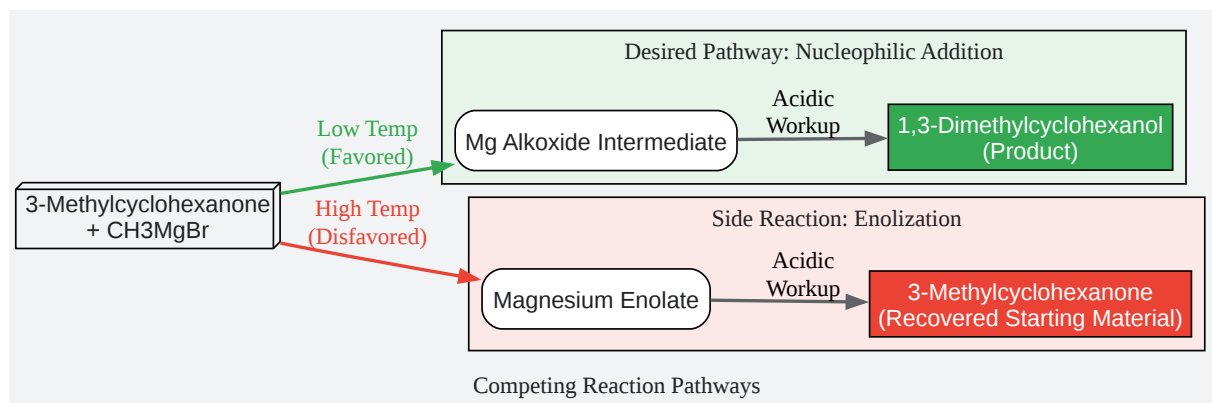 Desired Pathway: Nucleophilic Addition
Low Temp
(Favored)
Mg Alkoxide Intermediate
Acidic
Workup
1,3-Dimethylcyclohexanol
(Product)
3-Methylcyclohexanone
+ CH3MgBr
High Temp
(Disfavored)
Side Reaction: Enolization
Magnesium Enolate
Acidic
Workup
3-Methylcyclohexanone
(Recovered Starting Material)
Competing Reaction Pathways